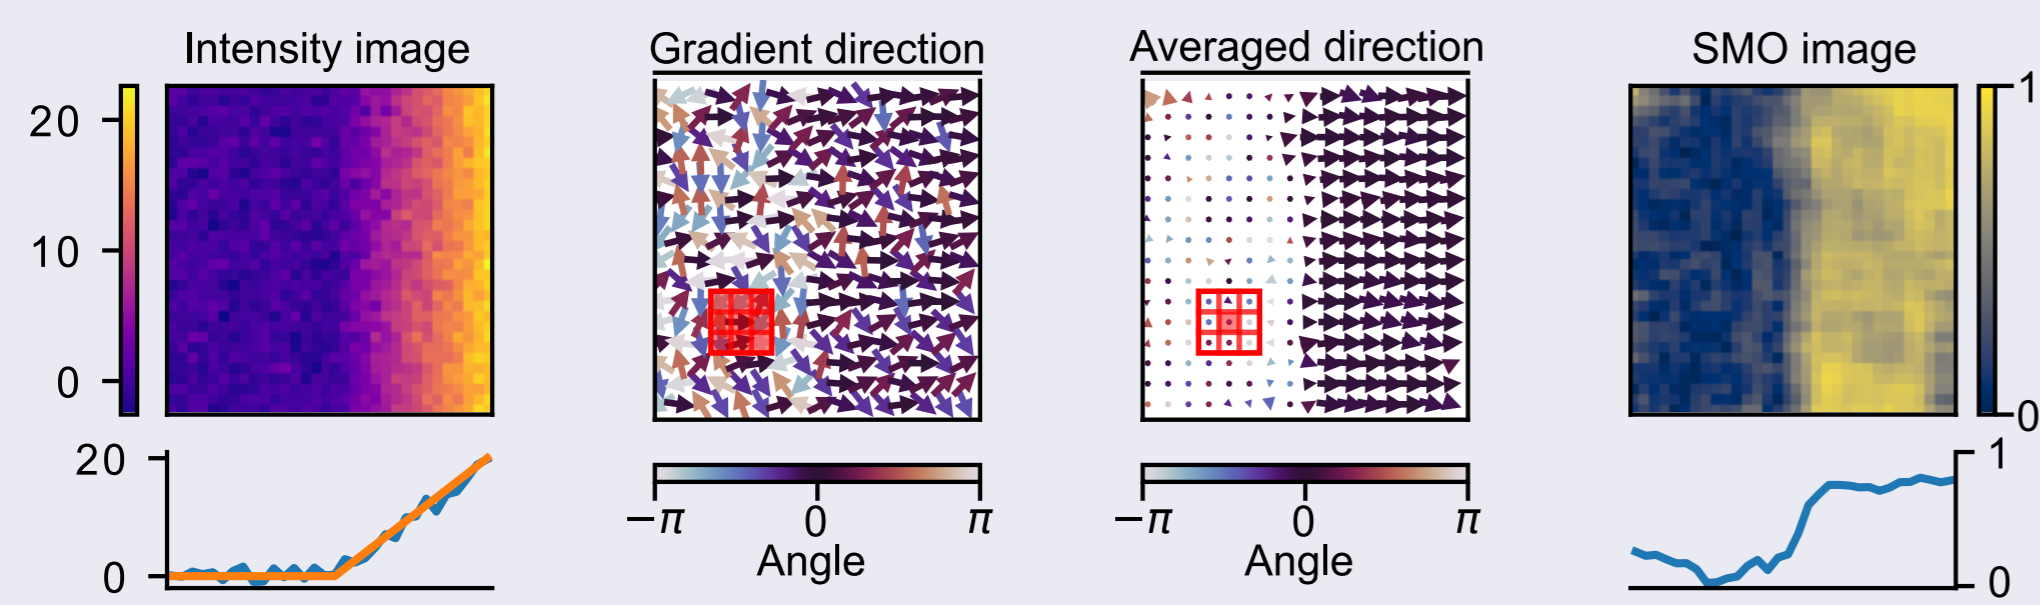 Intensity image
20
10
0
20
0
Gradient direction
−π
0
π
Angle
Averaged direction
−π
0
π
Angle
SMO image
1
0
1
0